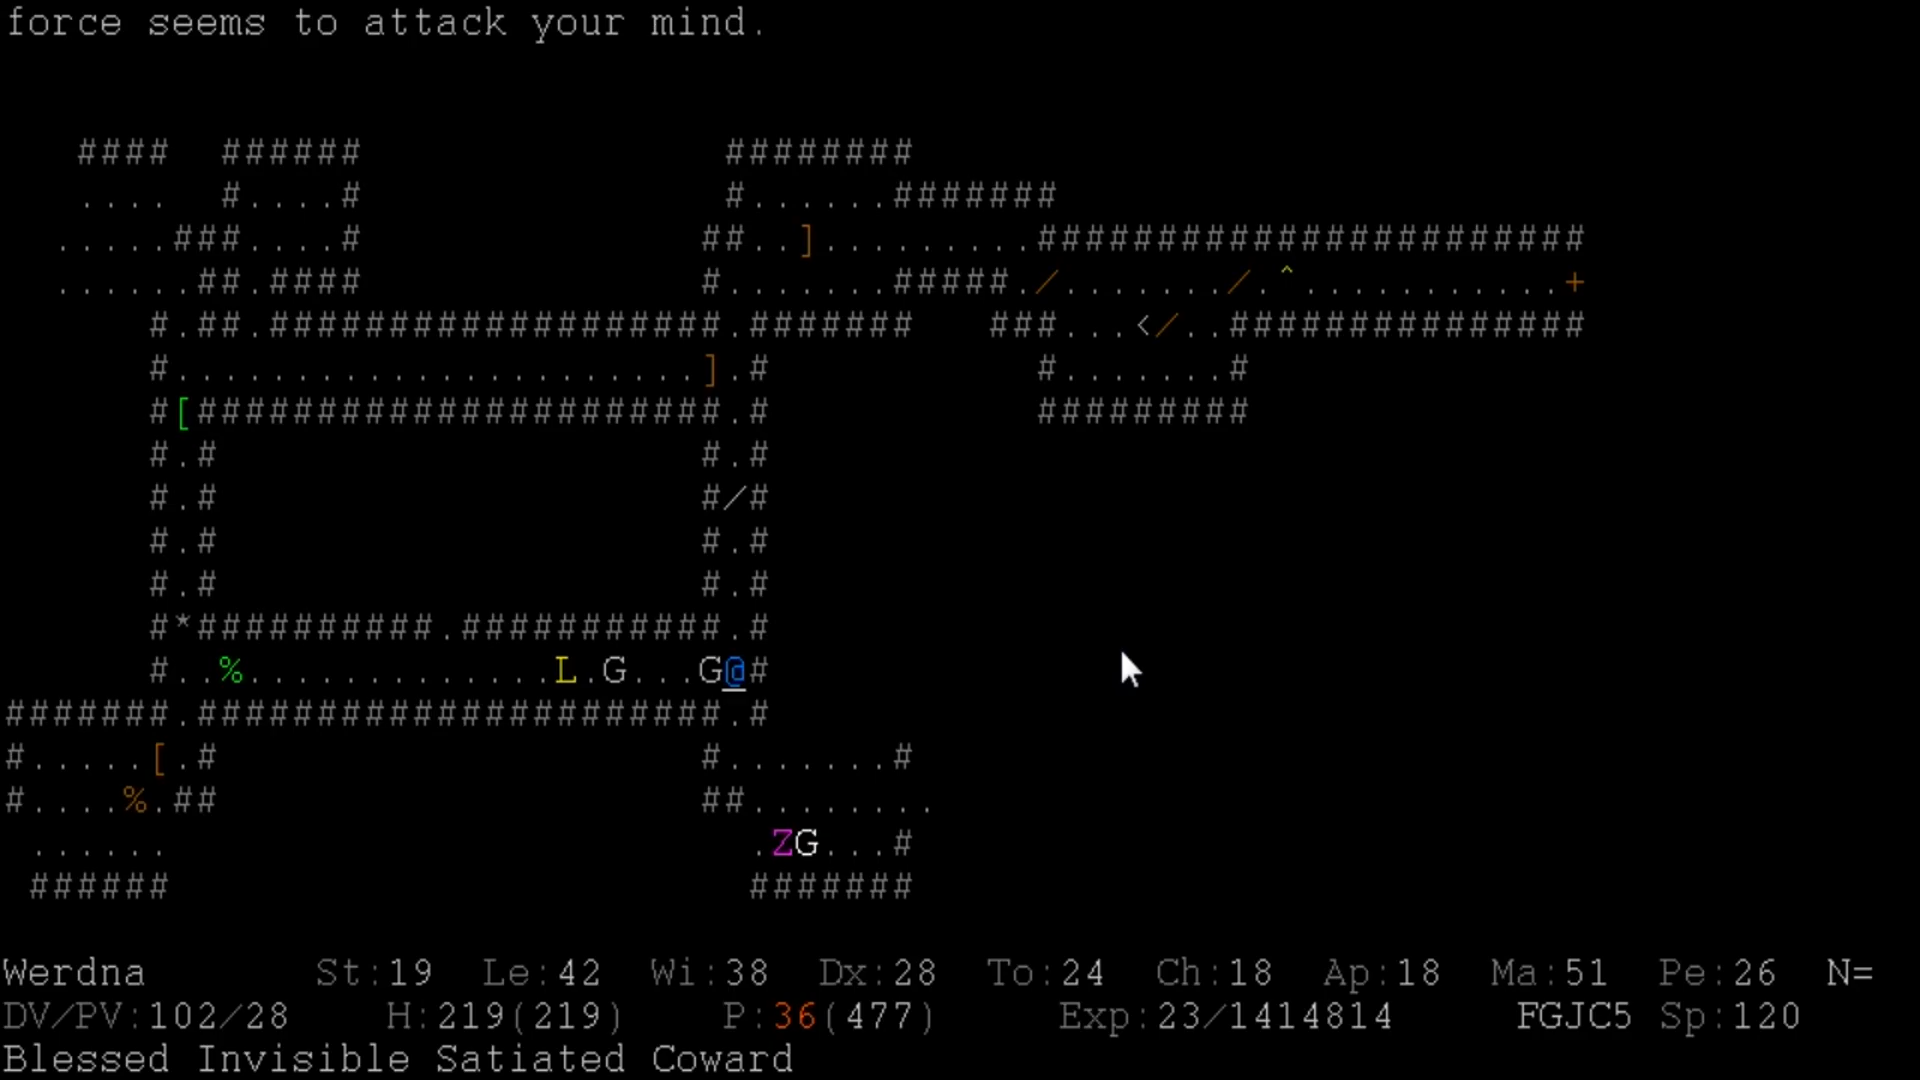 force seems to attack your mind.
#### ###### ########
.... #....# #......#######
.....###....# ##..].........#######################
......##.#### #.......#####./......./.^...........+
#.##.###################.####### ###...</..###############
#.....................].# #.......#
#[######################.# #########
#.# #.#
#.# #/#
#.# #.#
#.# #.#
#*##########.###########.#
#..%.............L.G...G@#
#######.######################.#
#.....[.# #.......#
#....%.## ##........
...... .ZG...#
###### #######
Werdna St:19 Le:42 Wi:38 Dx:28 To:24 Ch:18 Ap:18 Ma:51 Pe:26 N=
DV/PV:102/28 H:219(219) P:36(477) Exp:23/1414814 FGJC5 Sp:120
Blessed Invisible Satiated Coward